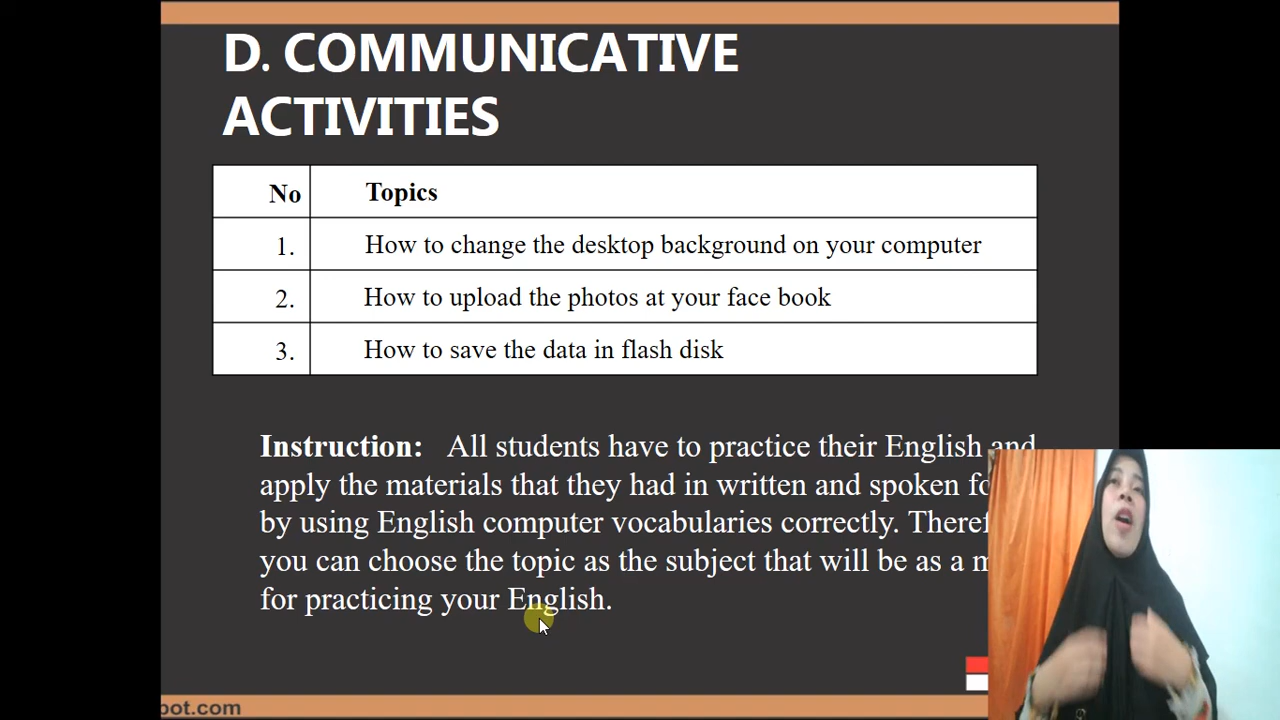 D. COMMUNICATIVE
ACTIVITIES
No Topics
1. How to change the desktop background on your computer
2. How to upload the photos at your face book
3. How to save the data in flash disk
Instruction: All students have to practice their English and
apply the materials that they had in written and spoken
by using English computer vocabularies correctly.
you can choose the topic as the subject that will be as a
for practicing your English.